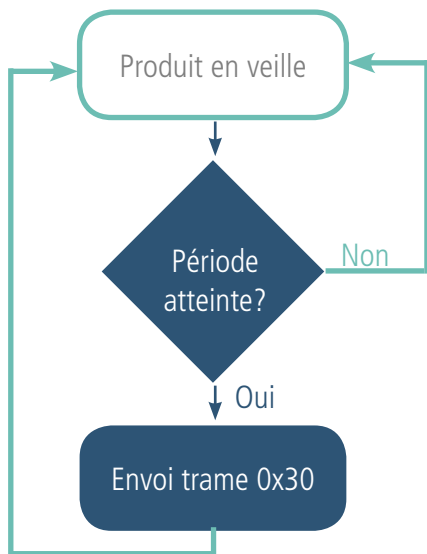 Produit en veille
Période
atteinte?
Non
Oui
Envoi trame 0x30